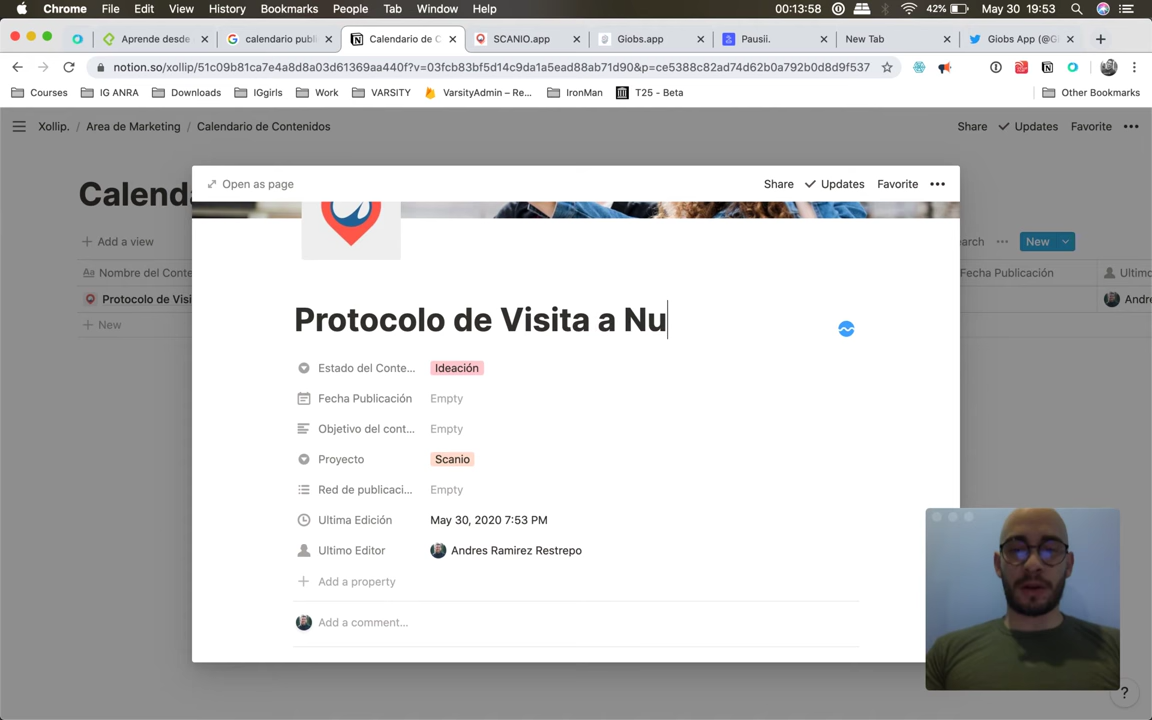 Chrome File Edit View History Bookmarks People Tab Window Help 00:13:58 42% May 30 19:53
Aprende desde
calendario publ
Calendario de C
SCANIO.app
Giobs.app
Pausii.
New Tab
Giobs App (@Gi
notion.so/xollip/51c09b81ca7e4a8d8a03d61369aa440f?v=03fcb83bf5d14c9da1a5ead88ab71d90&p=ce5388c82ad74d62b0a792b0d8d9f537
Courses IG ANRA Downloads IGgirls Work VARSITY VarsityAdmin – Re... IronMan T25 - Beta Other Bookmarks
Xollip. / Area de Marketing / Calendario de Contenidos Share Updates Favorite
Open as page Share Updates Favorite
Calenda
Add a view
earch New
Nombre del Conte
Fecha Publicación
Ultimo
Protocolo de Visi
Andre
New
Protocolo de Visita a Nu
Estado del Conte... Ideación
Fecha Publicación Empty
Objetivo del cont... Empty
Proyecto Scanio
Red de publicaci... Empty
Ultima Edición May 30, 2020 7:53 PM
Ultimo Editor Andres Ramirez Restrepo
Add a property
Add a comment...
?